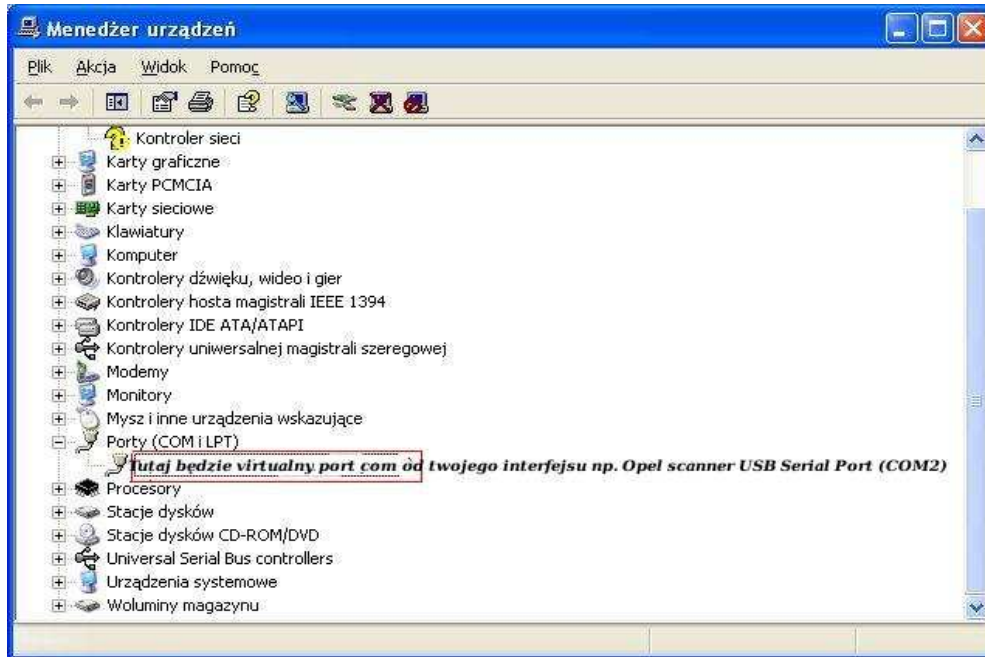 Menedżer urządzeń
Plik Akcja Widok Pomoc
Kontroler sieci
Karty graficzne
Karty PCMCIA
Karty sieciowe
Klawiatury
Komputer
Kontrolery dźwięku, wideo i gier
Kontrolery hosta magistrali IEEE 1394
Kontrolery IDE ATA/ATAPI
Kontrolery uniwersalnej magistrali szeregowej
Modemy
Monitory
Mysz i inne urządzenia wskazujące
Porty (COM i LPT)
Tutaj będzie virtualny port com od twojego interfejsu np. Opel scanner USB Serial Port (COM2)
Procesory
Stacje dysków
Stacje dysków CD-ROM/DVD
Universal Serial Bus controllers
Urządzenia systemowe
Woluminy magazynu